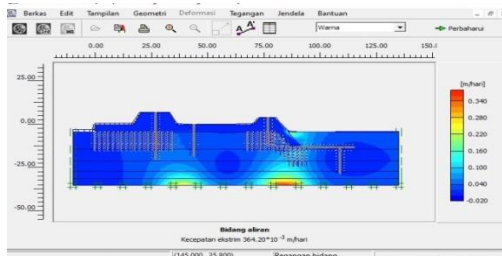 Berkas Edit Tampilan Geometri Deformasi Tegangan Jendela Bantuan
Warna Perbaharui
0.00 25.00 50.00 75.00 100.00 125.00 150.
25.00
0.00
-25.00
-50.00
[m/hari]
0.340
0.280
0.220
0.160
0.100
0.040
-0.020
Bidang aliran
Kecepatan ekstrim 364.20*10 -3 m/hari
(145.000 35.800) Regangan bidang